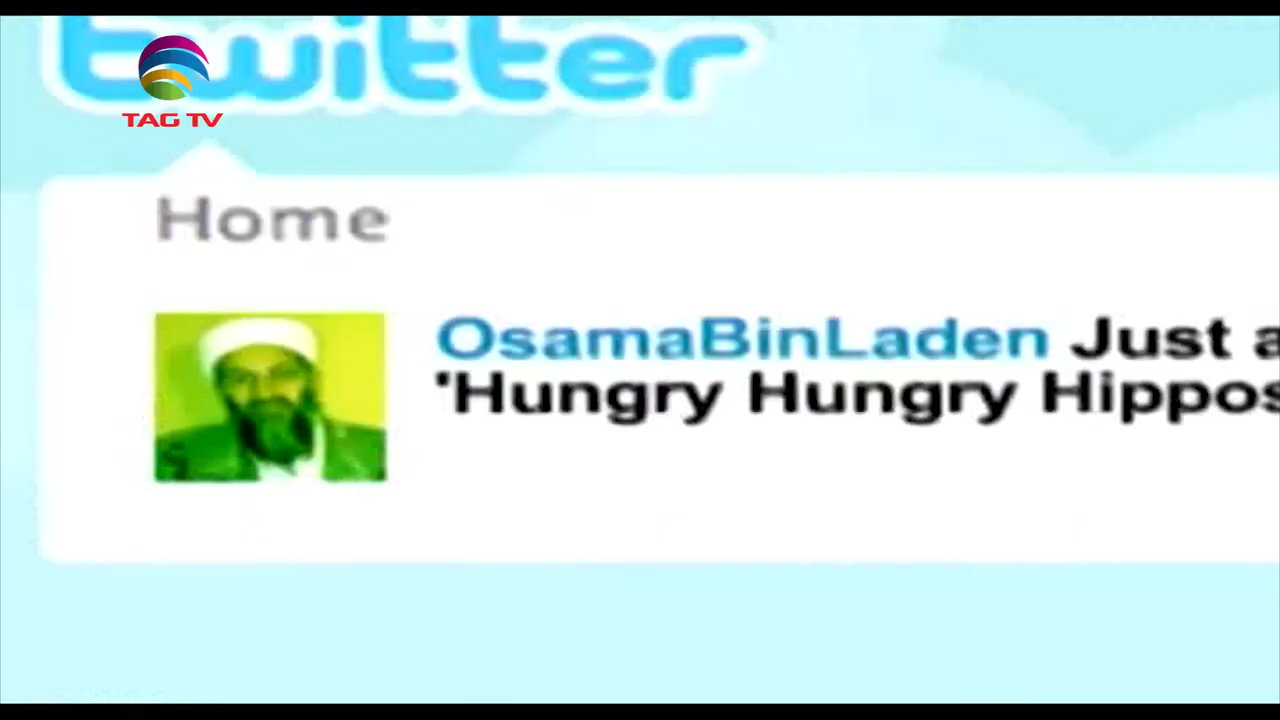 twitter
TAG TV
Home
OsamaBinLaden Just a
'Hungry Hungry Hippos